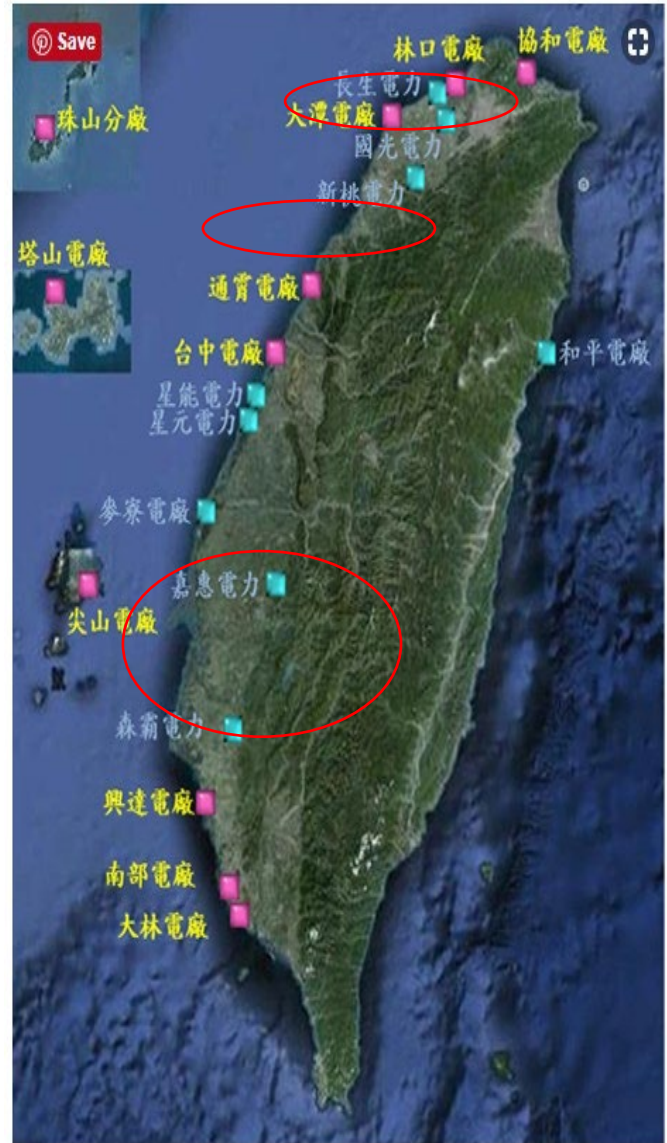 Save
林口電廠
協和電廠
長生電力
大潭電廠
珠山分廠
國光電力
新桃電力
塔山電廠
通霄電廠
台中電廠
和平電廠
星能電力
星元電力
麥寮電廠
嘉惠電力
尖山電廠
森霸電力
興達電廠
南部電廠
大林電廠